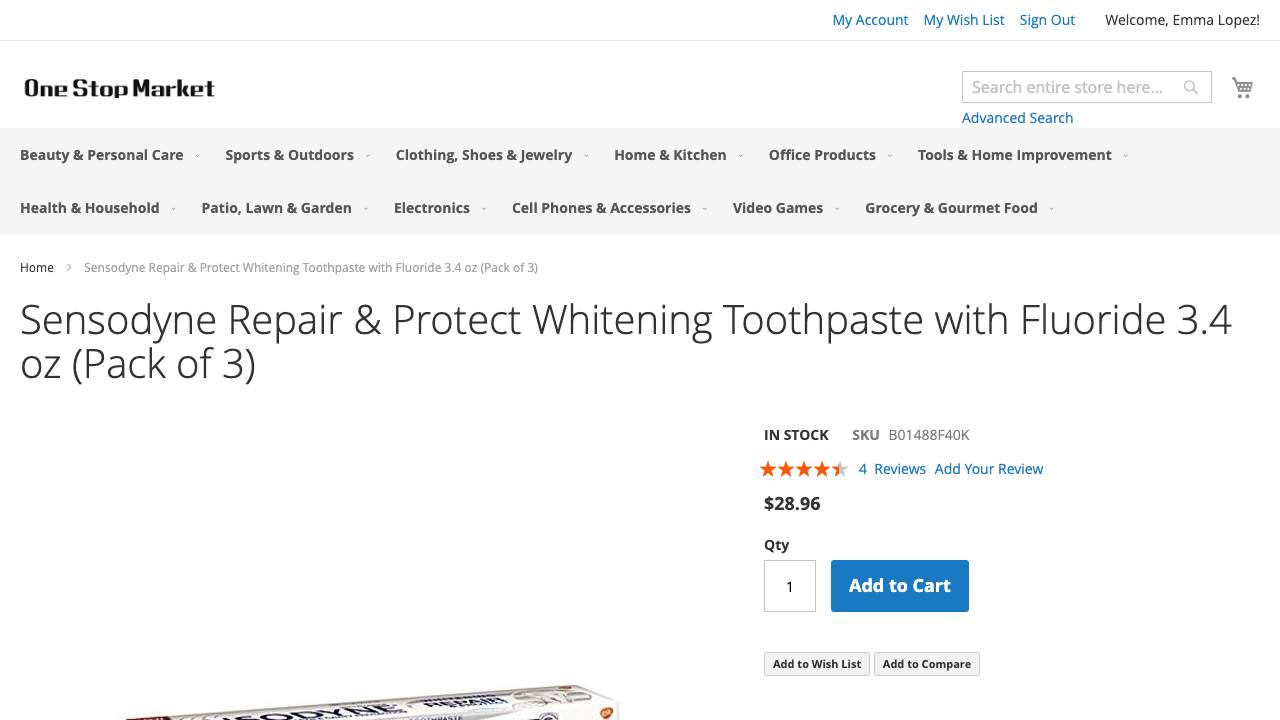 My Account My Wish List Sign Out Welcome, Emma Lopez!
One Stop Market
Search entire store here...
Advanced Search
Beauty & Personal Care Sports & Outdoors Clothing, Shoes & Jewelry Home & Kitchen Office Products Tools & Home Improvement
Health & Household Patio, Lawn & Garden Electronics Cell Phones & Accessories Video Games Grocery & Gourmet Food
Home Sensodyne Repair & Protect Whitening Toothpaste with Fluoride 3.4 oz (Pack of 3)
Sensodyne Repair & Protect Whitening Toothpaste with Fluoride 3.4
oz (Pack of 3)
IN STOCK SKU B01488F40K
4 Reviews Add Your Review
$28.96
Qty
1 Add to Cart
Add to Wish List Add to Compare